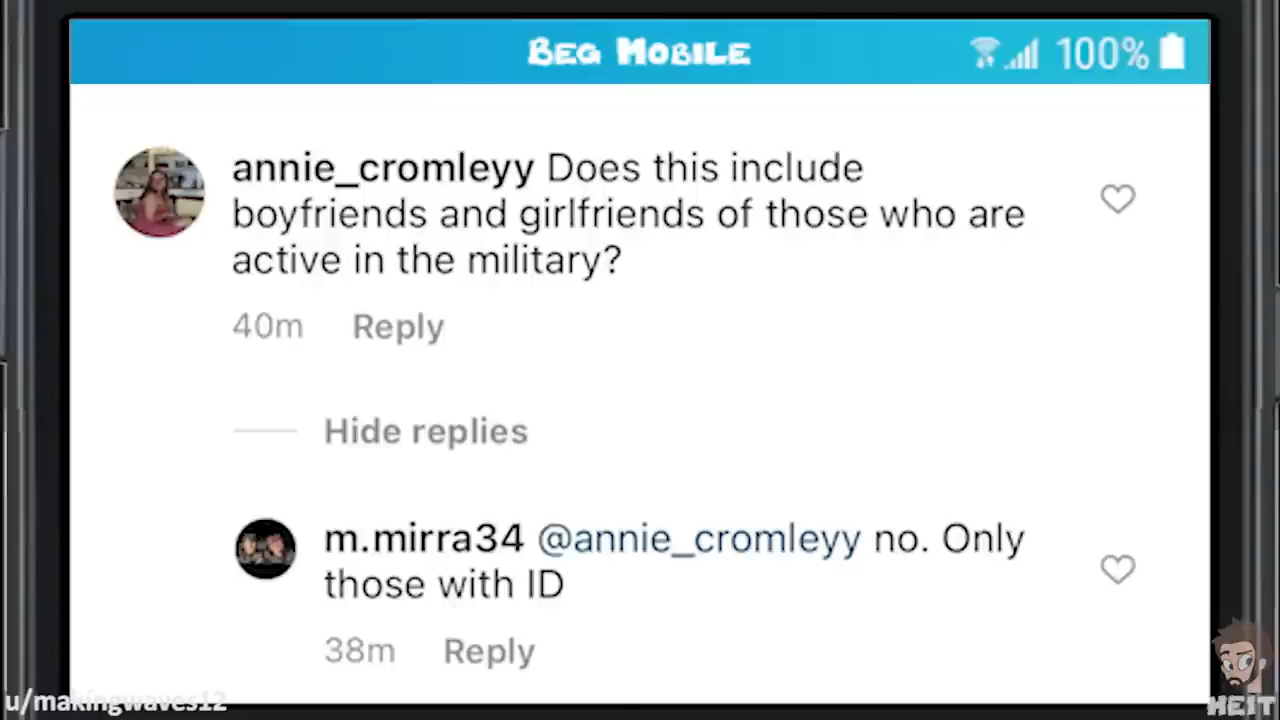 BEG MOBILE
100%
annie_cromleyy Does this include
boyfriends and girlfriends of those who are
active in the military?
40m Reply
Hide replies
m.mirra34 @annie_cromleyy no. Only
those with ID
38m Reply
u/makingwaves12
HEIT